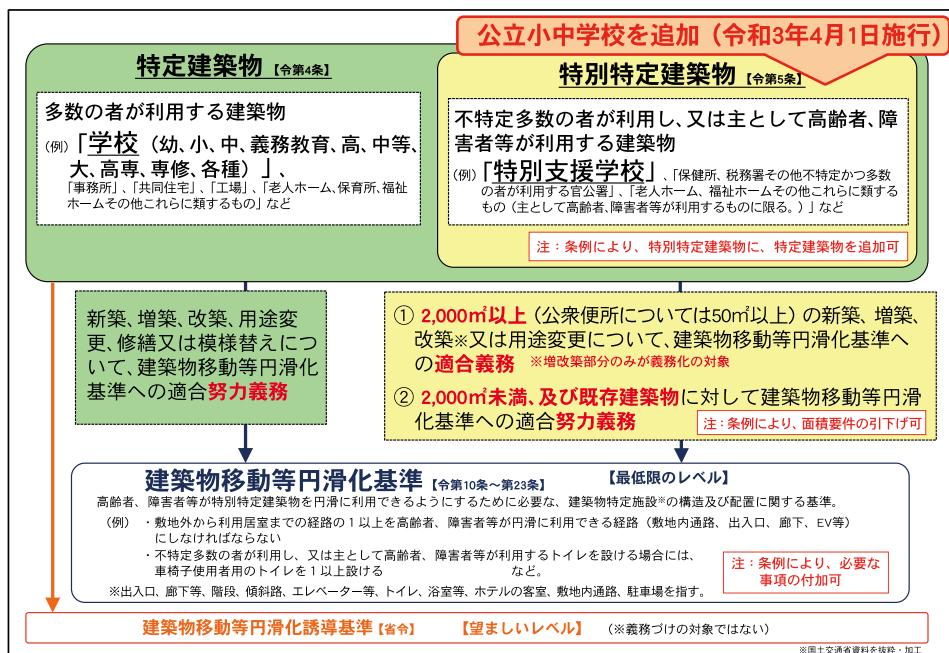 公立小中学校を追加（令和3年4月1日施行）
特定建築物【令第4条】
多数の者が利用する建築物
（例）「学校（幼、小、中、義務教育、高、中等、
大、高専、専修、各種）」、
「事務所」、「共同住宅」、「工場」、「老人ホーム、保育所、福祉
ホームその他これらに類するもの」など
特別特定建築物【令第5条】
不特定多数の者が利用し、又は主として高齢者、障
害者等が利用する建築物
（例）「特別支援学校」、「保健所、税務署その他不特定かつ多数
の者が利用する官公署」、「老人ホーム、福祉ホームその他これらに類する
もの（主として高齢者、障害者等が利用するものに限る。）」など
注：条例により、特別特定建築物に、特定建築物を追加可
新築、増築、改築、用途変
更、修繕又は模様替えにつ
いて、建築物移動等円滑化
基準への適合努力義務
① 2,000㎡以上（公衆便所については50㎡以上）の新築、増築、
改築※又は用途変更について、建築物移動等円滑化基準へ
の適合義務 ※増改築部分のみが義務化の対象
② 2,000㎡未満、及び既存建築物に対して建築物移動等円滑
化基準への適合努力義務
注：条例により、面積要件の引下げ可
建築物移動等円滑化基準【令第10条～第23条】【最低限のレベル】
高齢者、障害者等が特別特定建築物を円滑に利用できるようにするために必要な、建築物特定施設※の構造及び配置に関する基準。
（例）・敷地外から利用居室までの経路の1以上を高齢者、障害者等が円滑に利用できる経路（敷地内通路、出入口、廊下、EV等）
にしなければならない
・不特定多数の者が利用し、又は主として高齢者、障害者等が利用するトイレを設ける場合には、
車椅子使用者用のトイレを1以上設ける など。
注：条例により、必要な
事項の付加可
※出入口、廊下等、階段、傾斜路、エレベーター等、トイレ、浴室等、ホテルの客室、敷地内通路、駐車場を指す。
建築物移動等円滑化誘導基準【省令】【望ましいレベル】（※義務づけの対象ではない）
※国土交通省資料を抜粋・加工